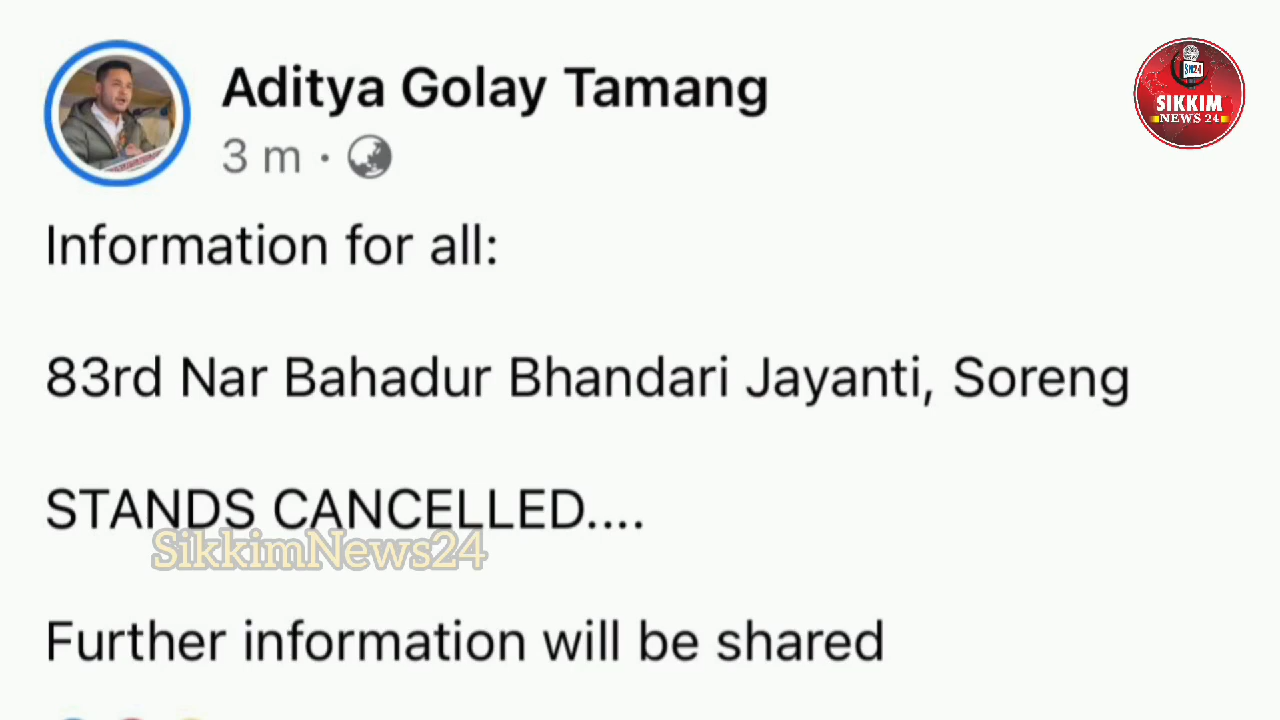 Aditya Golay Tamang
3 m ·
SN24
SIKKIM
NEWS 24
Information for all:
83rd Nar Bahadur Bhandari Jayanti, Soreng
STANDS CANCELLED....
SikkimNews24
Further information will be shared